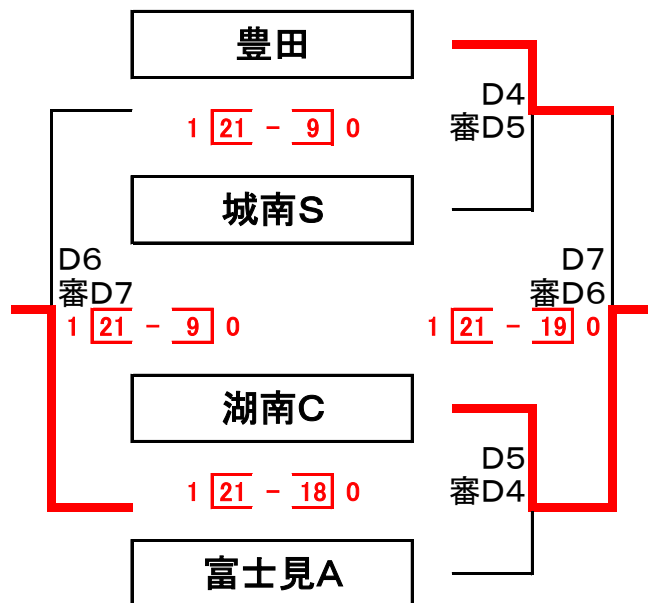 豊田
D4
審D5
1 21 - 9 0
城南S
D6
審D7
D7
審D6
1 21 - 9 0
1 21 - 19 0
湖南C
D5
審D4
1 21 - 18 0
富士見A